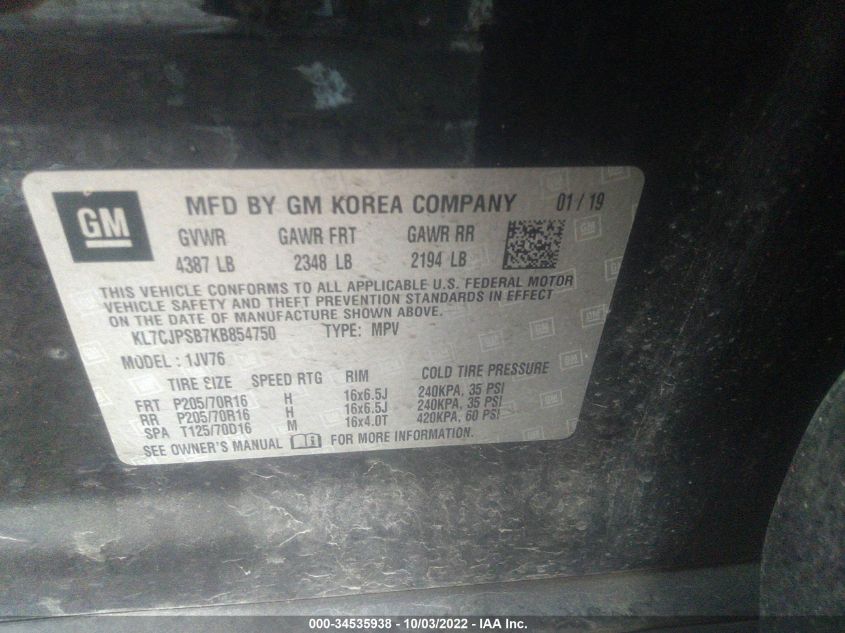 GM MFD BY GM KOREA COMPANY 01/19
GVWR GAWR FRT GAWR RR
4387 LB 2348 LB 2194 LB
THIS VEHICLE CONFORMS TO ALL APPLICABLE U.S. FEDERAL MOTOR
VEHICLE SAFETY AND THEFT PREVENTION STANDARDS IN EFFECT
ON THE DATE OF MANUFACTURE SHOWN ABOVE.
KL7CJPSB7KB854750 TYPE: MPV
MODEL: 1JV76
TIRE SIZE SPEED RTG RIM COLD TIRE PRESSURE
FRT P205/70R16 H 16x6.5J 240KPA, 35 PSI
RR P205/70R16 H 16x6.5J 240KPA, 35 PSI
SPA T125/70D16 M 16x4.0T 420KPA, 60 PSI
SEE OWNER'S MANUAL FOR MORE INFORMATION.
000-34535938 - 10/03/2022 - IAA Inc.